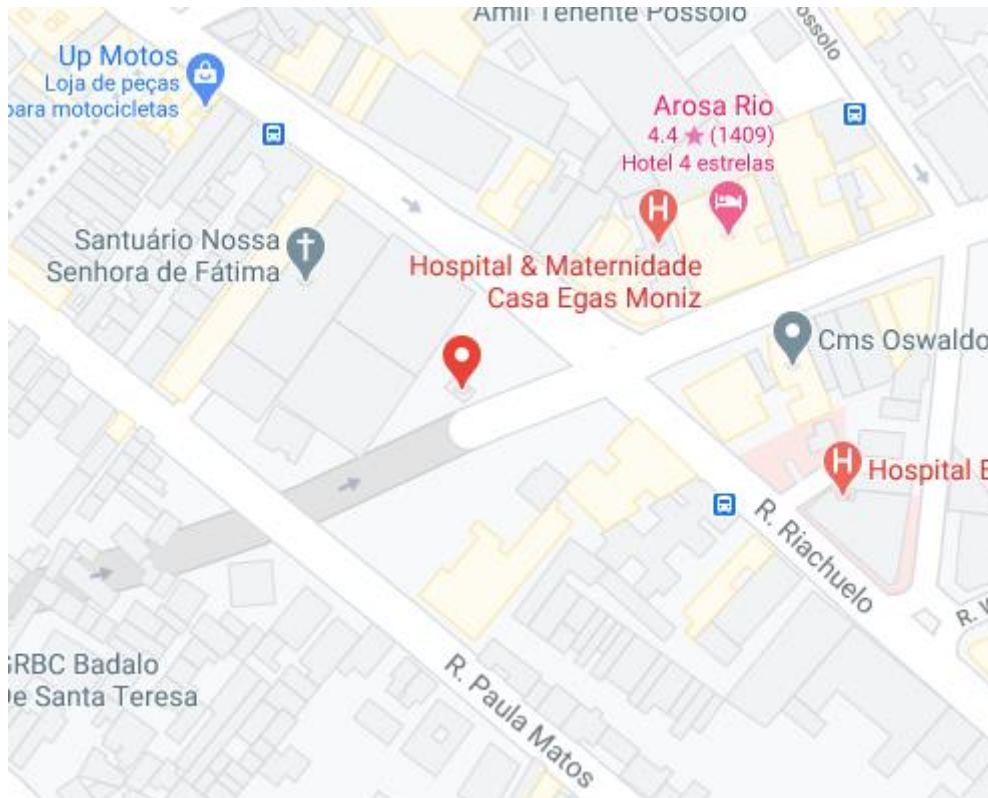 Amil Tenente Possolo
Possolo
Up Motos
Loja de peças
para motocicletas
Arosa Rio
4.4 ★ (1409)
Hotel 4 estrelas
Santuário Nossa
Senhora de Fátima
Hospital & Maternidade
Casa Egas Moniz
Cms Oswaldo
Hospital E
R. Riachuelo
R. V
GRBC Badalo
De Santa Teresa
R. Paula Matos